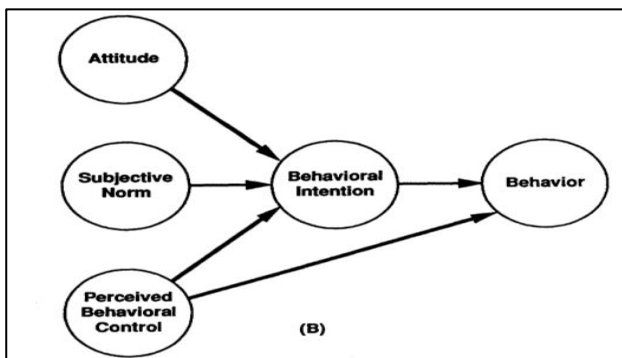 Attitude
Subjective
Norm
Behavioral
Intention
Behavior
Perceived
Behavioral
Control
(B)